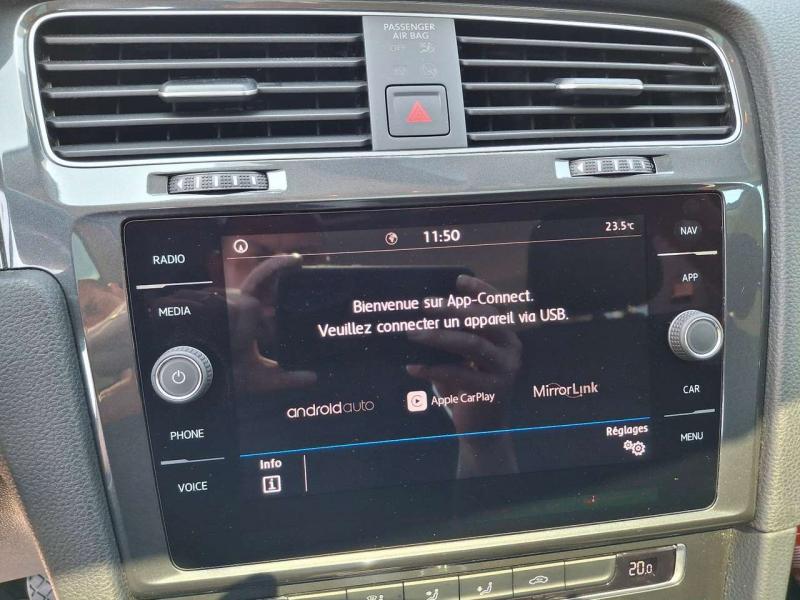 PASSENGER
AIR BAG
OFF
11:50
23.5°C
RADIO
NAV
MEDIA
APP
Bienvenue sur App-Connect.
Veuillez connecter un appareil via USB.
androidauto
Apple CarPlay
MirrorLink
CAR
PHONE
MENU
Info
Réglages
VOICE
20.0